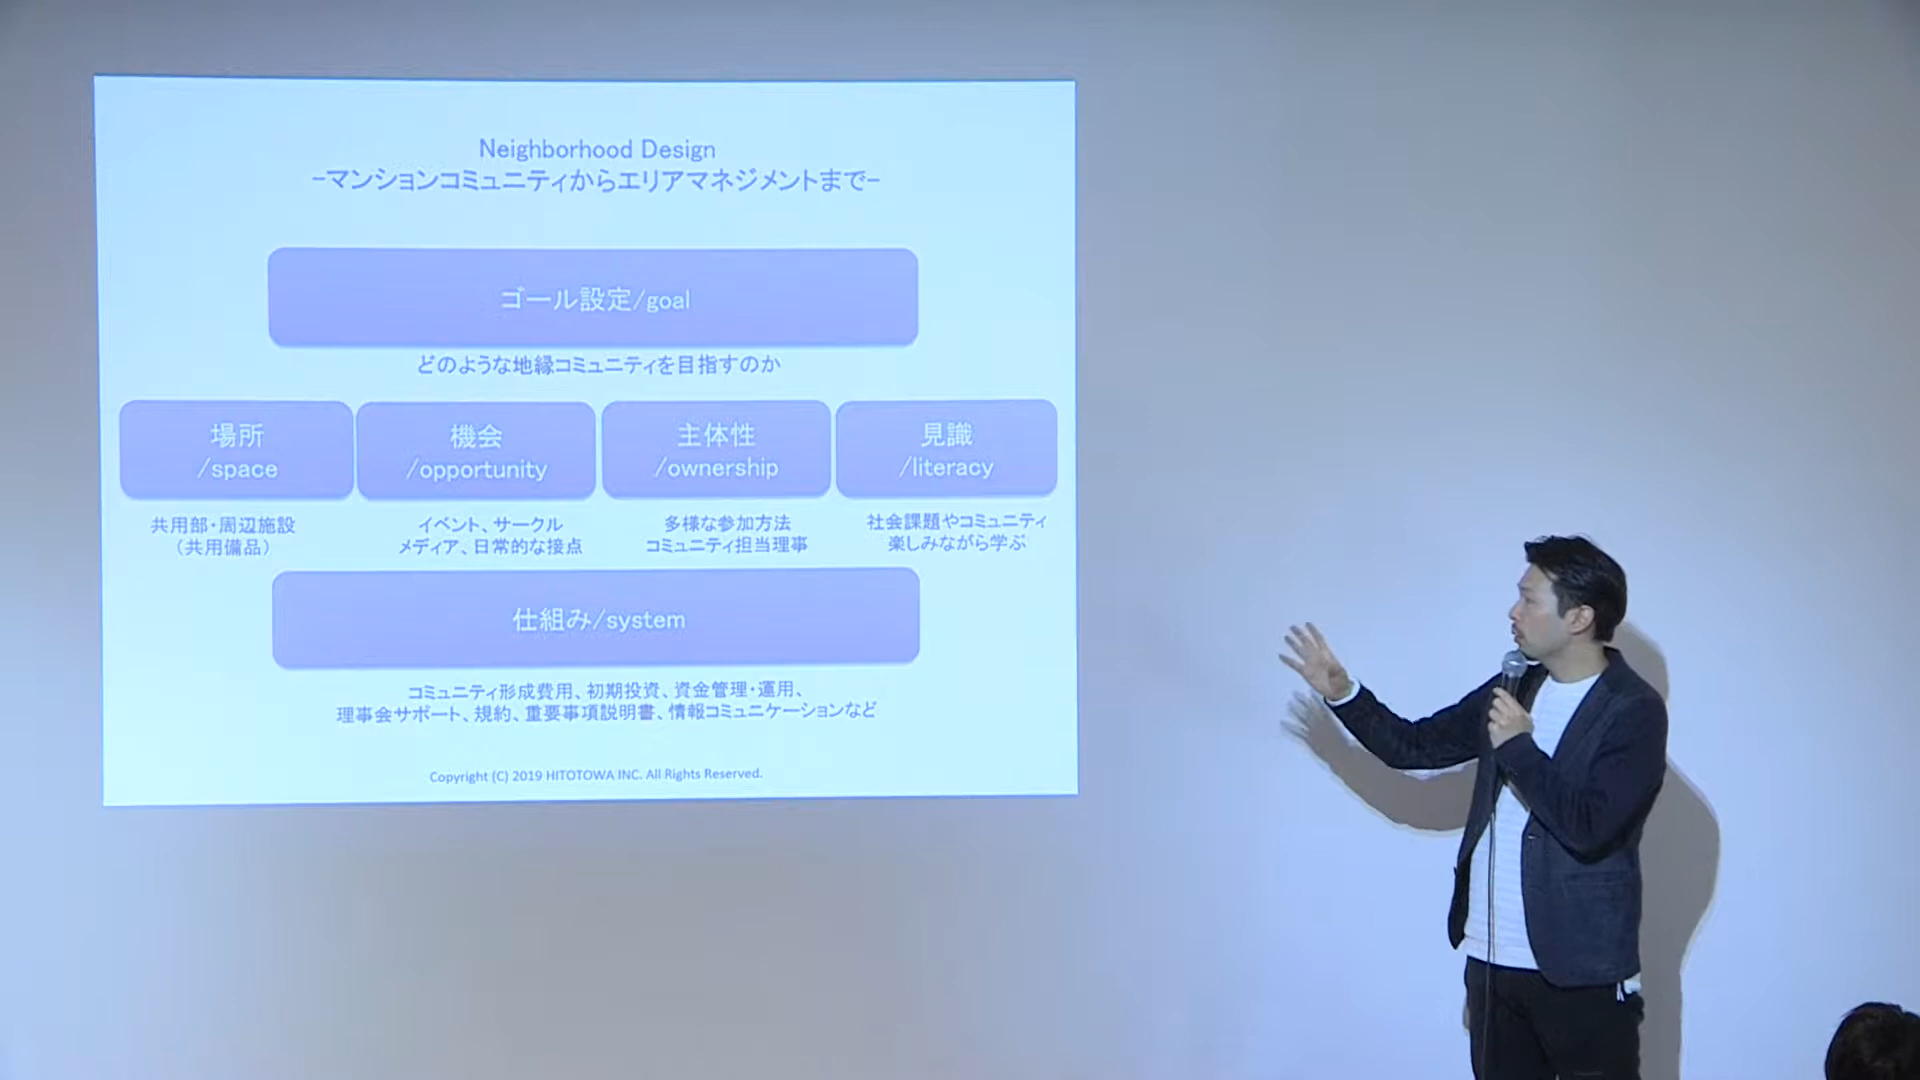 Neighborhood Design
-マンションコミュニティからエリアマネジメントまで-
ゴール設定/goal
どのような地縁コミュニティを目指すのか
場所
/space
機会
/opportunity
主体性
/ownership
見識
/literacy
共用部・周辺施設
(共用備品)
イベント、サークル
メディア、日常的な接点
多様な参加方法
コミュニティ担当理事
社会課題やコミュニティ
楽しみながら学ぶ
仕組み/system
コミュニティ形成費用、初期投資、資金管理・運用、
理事会サポート、規約、重要事項説明書、情報コミュニケーションなど
Copyright (C) 2019 HITOTOWA INC. All Rights Reserved.